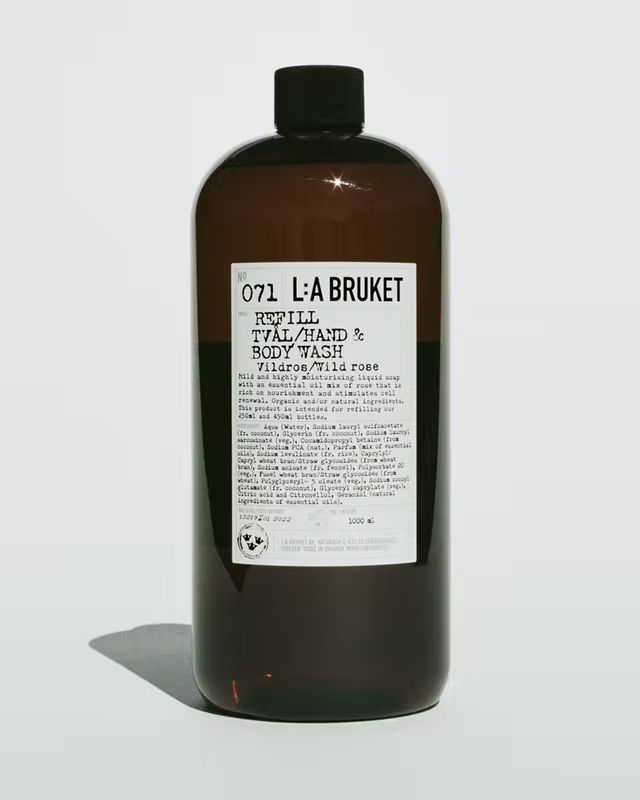 Nº
071 L:A BRUKET
REFILL
TVÅL/HAND &
BODY WASH
Vildros/Wild rose
Mild and highly moisturising liquid soap
with an essential oil mix of rose that is
rich on nourishment and stimulates cell
renewal. Organic and/or natural ingredients.
This product is intended for refilling our
250ml and 450ml bottles.
Aqua (Water), Sodium lauryl sulfoacetate
(fr. coconut), Glycerin (fr. coconut), Sodium lauroyl
sarcosinate (veg.), Cocamidopropyl betaine (from
coconut), Sodium PCA (nat.), Parfum (mix of essential
oils), Sodium levulinate (fr. rice), Caprylyl/
Capryl wheat bran/Straw glycosides (from wheat
bran), Sodium anisate (fr. fennel), Polysorbate 20
(veg.), Fusel wheat bran/Straw glycosides (from
wheat), Polyglyceryl- 5 oleate (veg.), Sodium cocoyl
glutamate (fr. coconut), Glyceryl caprylate (veg.),
Citric acid and Citronellol, Geraniol (natural
ingredients of essential oils).
01 2022
1000 ml